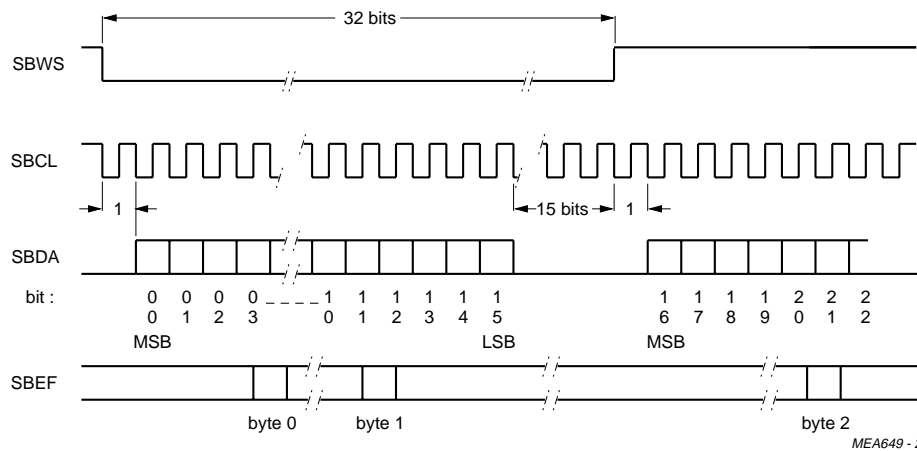 32 bits
SBWS
SBCL
1
15 bits
1
SBDA
bit :
0 0 0 0 1 1 1 1 1 1 1 1 1 1 2 2 2
0 1 2 3 0 1 2 3 4 5 6 7 8 9 0 1 2
MSB LSB MSB
SBEF
byte 0 byte 1 byte 2